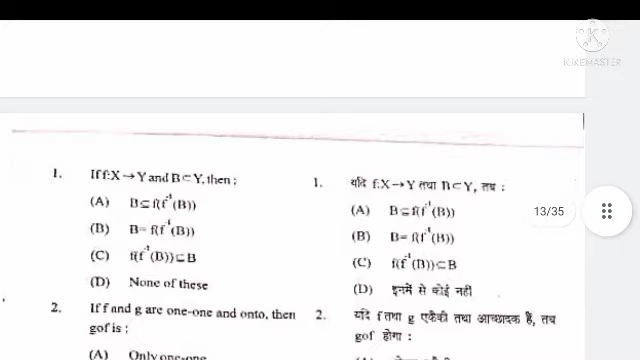 KINEMASTER
1. If f:X→Y and B⊂Y, then ;
(A) B⊆f(f⁻¹(B))
(B) B= f(f⁻¹(B))
(C) f(f⁻¹(B))⊆B
(D) None of these
2. If f and g are one-one and onto, then
gof is :
(A) Only one-one
1. यदि f:X→Y तथा B⊂Y, तब :
(A) B⊆f(f⁻¹(B))
(B) B= f(f⁻¹(B))
(C) f(f⁻¹(B))⊆B
(D) इनमें से कोई नहीं
2. यदि f तथा g एकैकी तथा आच्छादक हैं, तब
gof होगा :
(A)
13/35